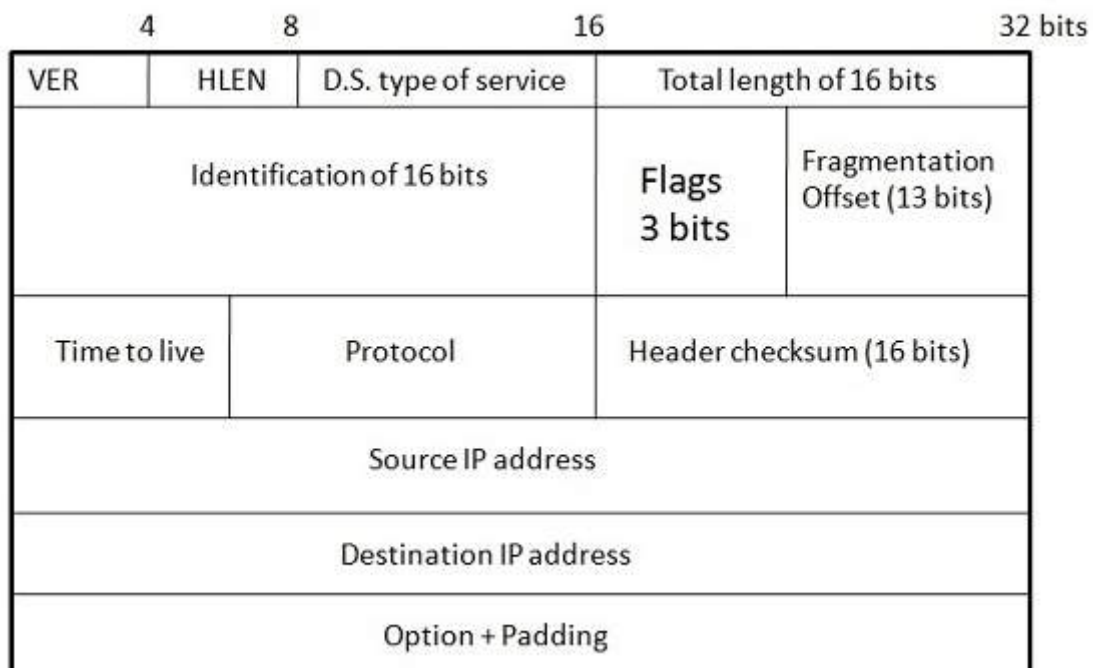 4 8 16 32 bits
VER HLEN D.S. type of service Total length of 16 bits
Identification of 16 bits
Flags
3 bits
Fragmentation
Offset (13 bits)
Time to live Protocol Header checksum (16 bits)
Source IP address
Destination IP address
Option + Padding